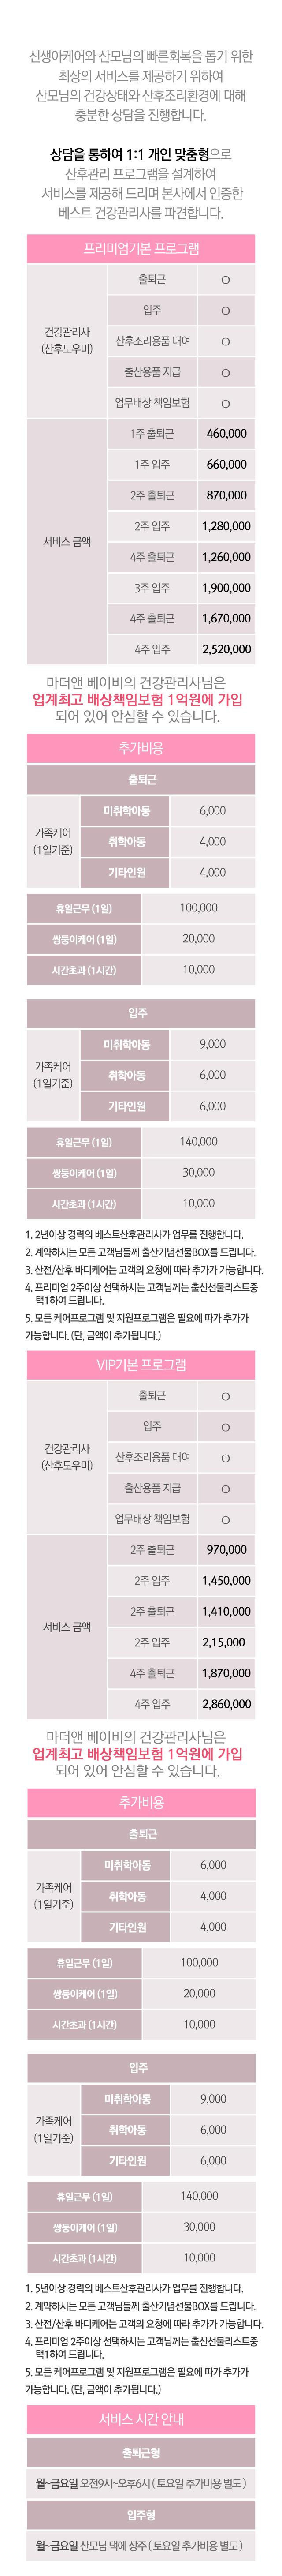 신생아케어와 산모님의 빠른회복을 돕기 위한
최상의 서비스를 제공하기 위하여
산모님의 건강상태와 산후조리환경에 대해
충분한 상담을 진행합니다.
상담을 통하여 1:1 개인 맞춤형으로
산후관리 프로그램을 설계하여
서비스를 제공해 드리며 본사에서 인증한
베스트 건강관리사를 파견합니다.
프리미엄기본 프로그램
건강관리사
(산후도우미)
출퇴근 O
입주 O
산후조리용품 대여 O
출산용품 지급 O
업무배상 책임보험 O
서비스 금액
1주 출퇴근 460,000
1주 입주 660,000
2주 출퇴근 870,000
2주 입주 1,280,000
4주 출퇴근 1,260,000
3주 입주 1,900,000
4주 출퇴근 1,670,000
4주 입주 2,520,000
마더앤 베이비의 건강관리사님은
업계최고 배상책임보험 1억원에 가입
되어 있어 안심할 수 있습니다.
추가비용
출퇴근
가족케어
(1일기준)
미취학아동 6,000
취학아동 4,000
기타인원 4,000
휴일근무 (1일) 100,000
쌍둥이케어 (1일) 20,000
시간초과 (1시간) 10,000
입주
가족케어
(1일기준)
미취학아동 9,000
취학아동 6,000
기타인원 6,000
휴일근무 (1일) 140,000
쌍둥이케어 (1일) 30,000
시간초과 (1시간) 10,000
1. 2년이상 경력의 베스트산후관리사가 업무를 진행합니다.
2. 계약하시는 모든 고객님들께 출산기념선물BOX를 드립니다.
3. 산전/산후 바디케어는 고객의 요청에 따라 추가가 가능합니다.
4. 프리미엄 2주이상 선택하시는 고객님께는 출산선물리스트중
택1하여 드립니다.
5. 모든 케어프로그램 및 지원프로그램은 필요에 따가 추가가
가능합니다. (단, 금액이 추가됩니다.)
VIP기본 프로그램
건강관리사
(산후도우미)
출퇴근 O
입주 O
산후조리용품 대여 O
출산용품 지급 O
업무배상 책임보험 O
서비스 금액
2주 출퇴근 970,000
2주 입주 1,450,000
2주 출퇴근 1,410,000
2주 입주 2,15,000
4주 출퇴근 1,870,000
4주 입주 2,860,000
마더앤 베이비의 건강관리사님은
업계최고 배상책임보험 1억원에 가입
되어 있어 안심할 수 있습니다.
추가비용
출퇴근
가족케어
(1일기준)
미취학아동 6,000
취학아동 4,000
기타인원 4,000
휴일근무 (1일) 100,000
쌍둥이케어 (1일) 20,000
시간초과 (1시간) 10,000
입주
가족케어
(1일기준)
미취학아동 9,000
취학아동 6,000
기타인원 6,000
휴일근무 (1일) 140,000
쌍둥이케어 (1일) 30,000
시간초과 (1시간) 10,000
1. 5년이상 경력의 베스트산후관리사가 업무를 진행합니다.
2. 계약하시는 모든 고객님들께 출산기념선물BOX를 드립니다.
3. 산전/산후 바디케어는 고객의 요청에 따라 추가가 가능합니다.
4. 프리미엄 2주이상 선택하시는 고객님께는 출산선물리스트중
택1하여 드립니다.
5. 모든 케어프로그램 및 지원프로그램은 필요에 따가 추가가
가능합니다. (단, 금액이 추가됩니다.)
서비스 시간 안내
출퇴근형
월~금요일 오전9시~오후6시 ( 토요일 추가비용 별도 )
입주형
월~금요일 산모님 댁에 상주 ( 토요일 추가비용 별도 )